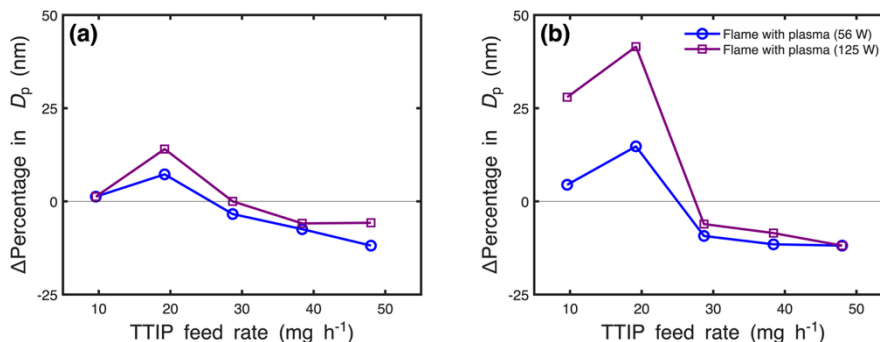 (a)
50
25
0
-25
ΔPercentage in Dp (nm)
10 20 30 40 50
TTIP feed rate (mg h-1)
(b)
Flame with plasma (56 W)
Flame with plasma (125 W)
50
25
0
-25
ΔPercentage in Dp (nm)
10 20 30 40 50
TTIP feed rate (mg h-1)